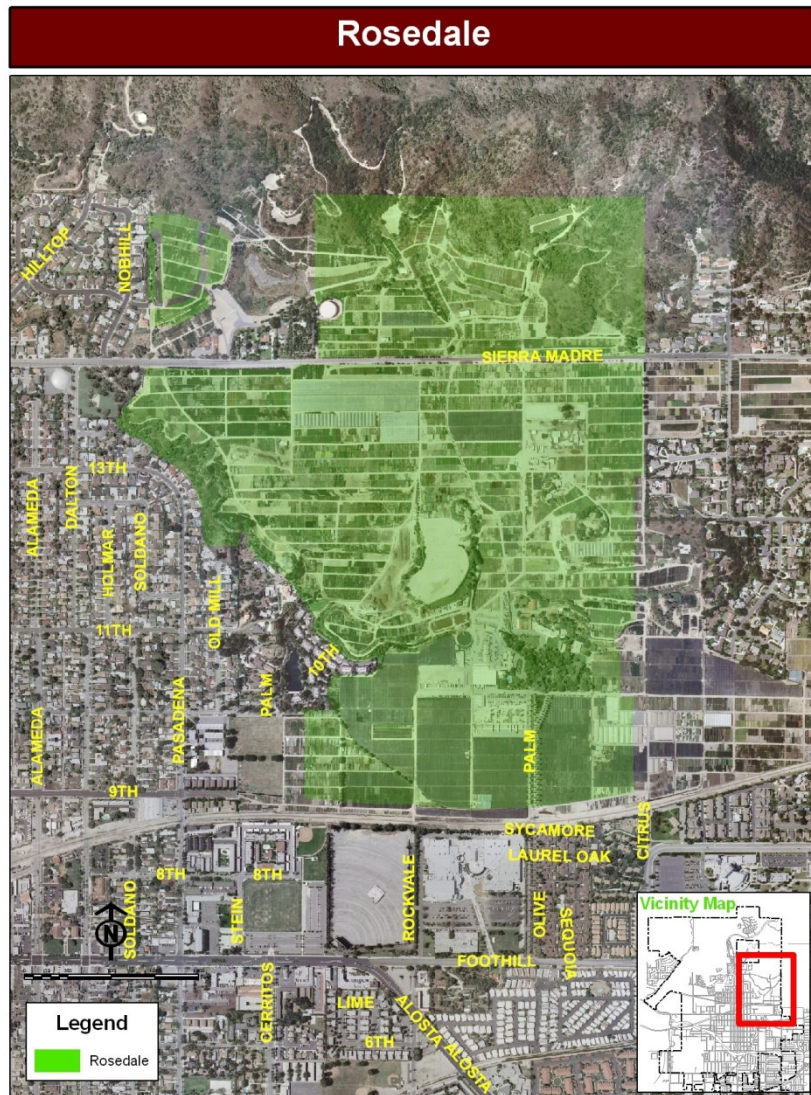 Rosedale
HILLTOP
NOBHILL
SIERRA MADRE
13TH
ALAMEDA
DALTON
HOLMAR
SOLDANO
OLD MILL
11TH
10TH
PALM
PASADENA
ALAMEDA
PALM
9TH
SYCAMORE
CITRUS
LAUREL OAK
8TH
8TH
SOLDANO
STEIN
ROCKVALE
OLIVE
SEQUOIA
FOOTHILL
N
CERRITOS
LIME
ALOSTA ALOSTA
6TH
Vicinity Map
Legend
Rosedale